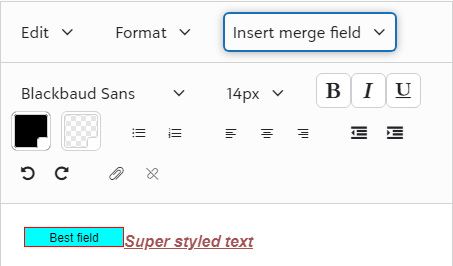 Edit Format Insert merge field
Blackbaud Sans 14px B I U
Best field Super styled text